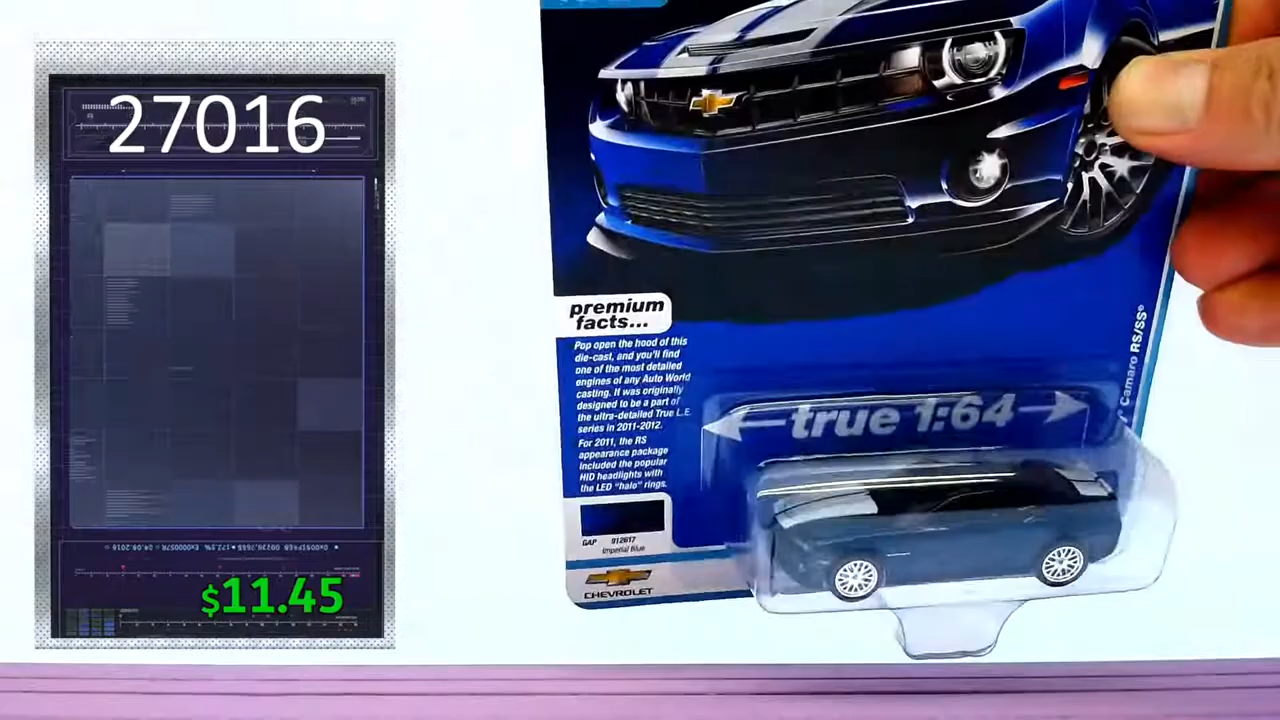 27016
$11.45
premium
facts...
Pop open the hood of this
die-cast, and you'll find
one of the most detailed
engines of any Auto World
casting. It was originally
designed to be a part of
the ultra-detailed True L.E.
series in 2011-2012.
For 2011, the RS
appearance package
included the popular
HID headlights with
the LED "halo" rings.
GAP 912617
Imperial Blue
CHEVROLET
true 1:64
Camaro RS/SS®